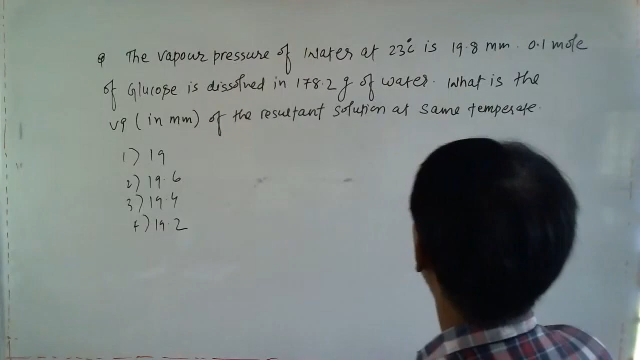 Q The vapour pressure of water at 23°c is 19.8 mm. 0.1 mole
of Glucose is dissolved in 178.2 g of water. What is the
VP (in mm) of the resultant solution at same temperate.
1) 19
2) 19.6
3) 19.4
4) 19.2